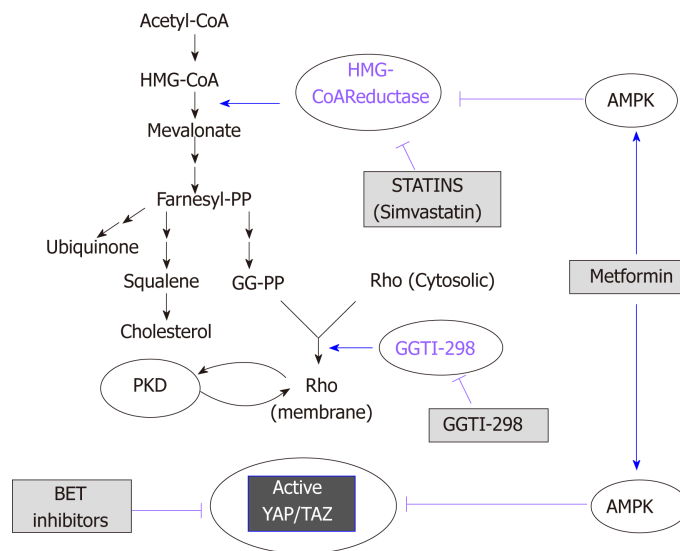 Acetyl-CoA
HMG-CoA
HMG-
CoAReductase
AMPK
Mevalonate
STATINS
(Simvastatin)
Farnesyl-PP
Ubiquinone
Metformin
Squalene
GG-PP
Rho (Cytosolic)
Cholesterol
GGTI-298
PKD
Rho
(membrane)
GGTI-298
BET
inhibitors
Active
YAP/TAZ
AMPK